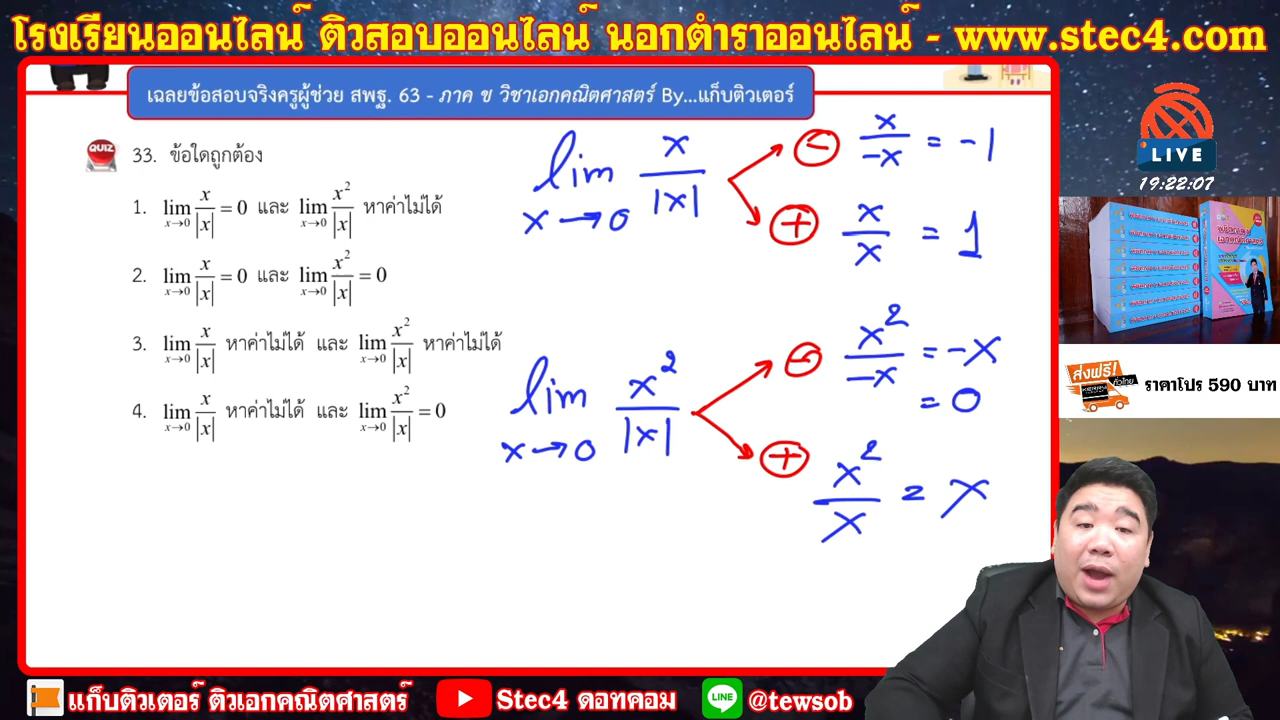 โรงเรียนออนไลน์ ติวสอบออนไลน์ นอกตำราออนไลน์ - www.stec4.com
เฉลยข้อสอบจริงครูผู้ช่วย สพฐ. 63 - ภาค ข วิชาเอกคณิตศาสตร์ By...แก็บติวเตอร์
QUIZ
33. ข้อใดถูกต้อง
1. lim x→0 x/|x| = 0 และ lim x→0 x²/|x| หาค่าไม่ได้
2. lim x→0 x/|x| = 0 และ lim x→0 x²/|x| = 0
3. lim x→0 x/|x| หาค่าไม่ได้ และ lim x→0 x²/|x| หาค่าไม่ได้
4. lim x→0 x/|x| หาค่าไม่ได้ และ lim x→0 x²/|x| = 0
lim x→0 x/|x|
- x/-x = -1
+ x/x = 1
lim x→0 x²/|x|
- x²/-x = -x
= 0
+ x²/x = x
LIVE
19:22:07
ส่งฟรี!
ทั่วไทย
ราคาโปร 590 บาท
แก็บติวเตอร์ ติวเอกคณิตศาสตร์
Stec4 ดอทคอม
LINE
@tewsob